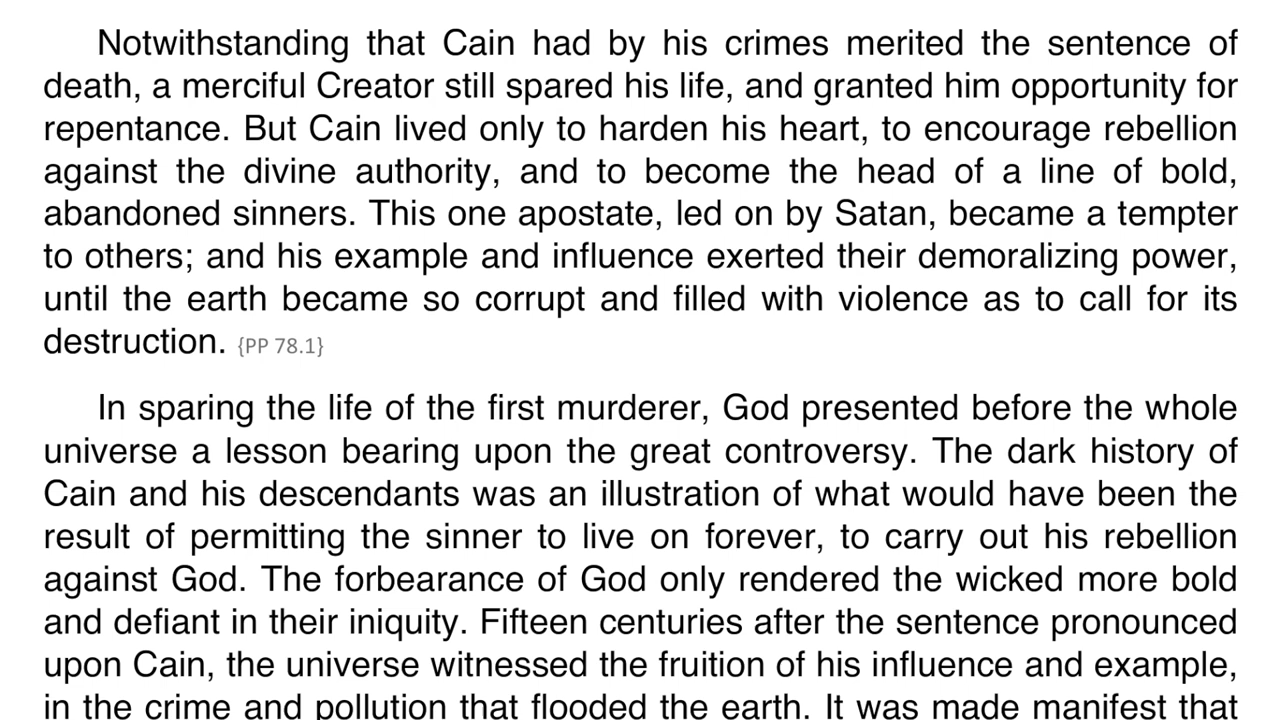 Notwithstanding that Cain had by his crimes merited the sentence of
death, a merciful Creator still spared his life, and granted him opportunity for
repentance. But Cain lived only to harden his heart, to encourage rebellion
against the divine authority, and to become the head of a line of bold,
abandoned sinners. This one apostate, led on by Satan, became a tempter
to others; and his example and influence exerted their demoralizing power,
until the earth became so corrupt and filled with violence as to call for its
destruction. {PP 78.1}
In sparing the life of the first murderer, God presented before the whole
universe a lesson bearing upon the great controversy. The dark history of
Cain and his descendants was an illustration of what would have been the
result of permitting the sinner to live on forever, to carry out his rebellion
against God. The forbearance of God only rendered the wicked more bold
and defiant in their iniquity. Fifteen centuries after the sentence pronounced
upon Cain, the universe witnessed the fruition of his influence and example,
in the crime and pollution that flooded the earth. It was made manifest that